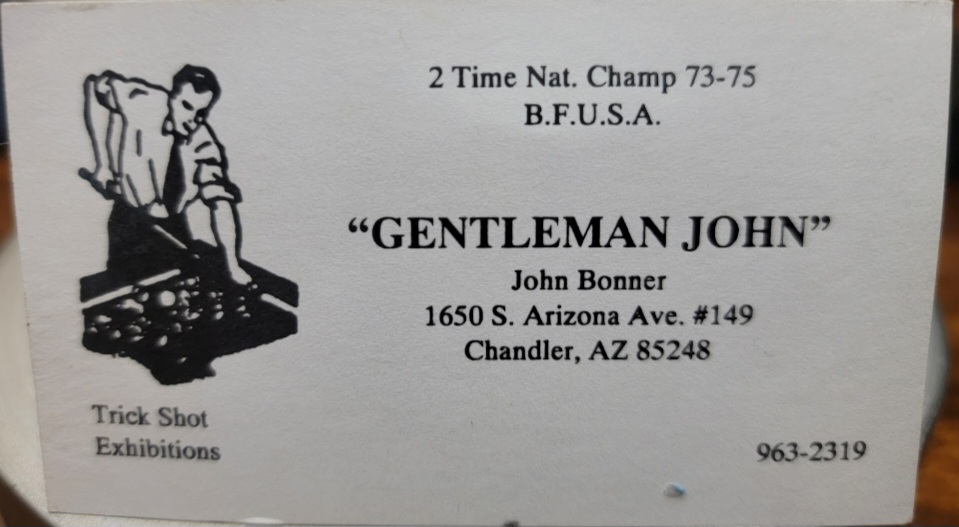 2 Time Nat. Champ 73-75
B.F.U.S.A.
“GENTLEMAN JOHN”
John Bonner
1650 S. Arizona Ave. #149
Chandler, AZ 85248
Trick Shot
Exhibitions
963-2319